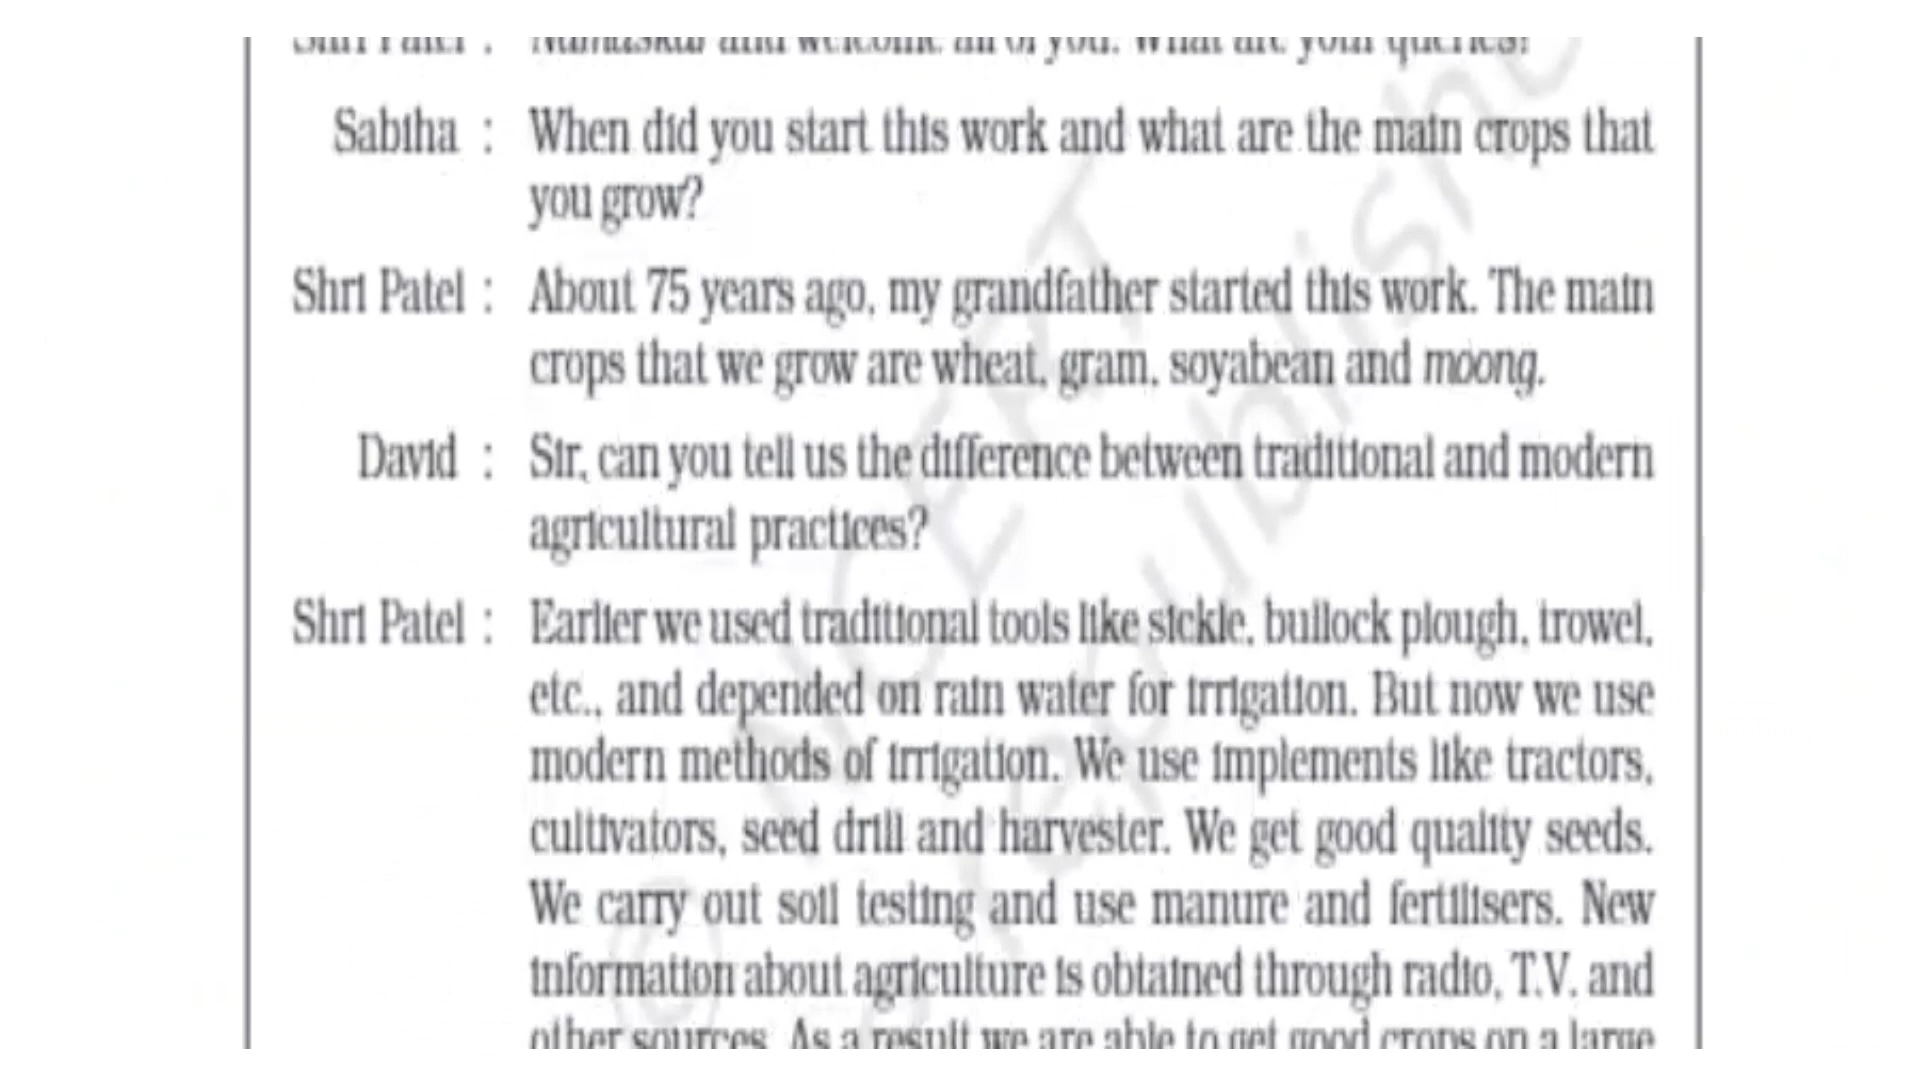 Shri Patel : Namaskar and welcome all of you. What are your queries?
Sabiha : When did you start this work and what are the main crops that
you grow?
Shri Patel : About 75 years ago, my grandfather started this work. The main
crops that we grow are wheat, gram, soyabean and moong.
David : Sir, can you tell us the difference between traditional and modern
agricultural practices?
Shri Patel : Earlier we used traditional tools like sickle, bullock plough, trowel,
etc., and depended on rain water for irrigation. But now we use
modern methods of irrigation. We use implements like tractors,
cultivators, seed drill and harvester. We get good quality seeds.
We carry out soil testing and use manure and fertilisers. New
information about agriculture is obtained through radio, T.V. and
other sources. As a result we are able to get good crops on a large
© NCERT
republishe